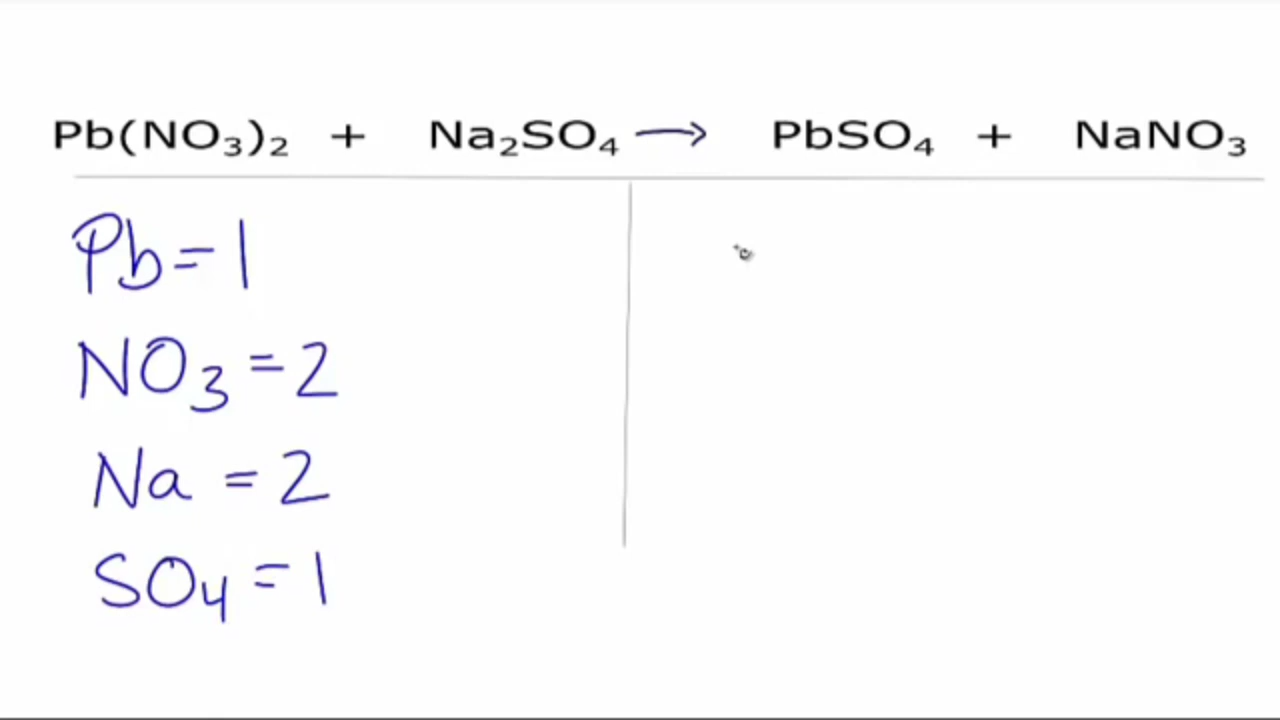 Pb(NO₃)₂ + Na₂SO₄ → PbSO₄ + NaNO₃
Pb = 1
NO₃ = 2
Na = 2
SO₄ = 1